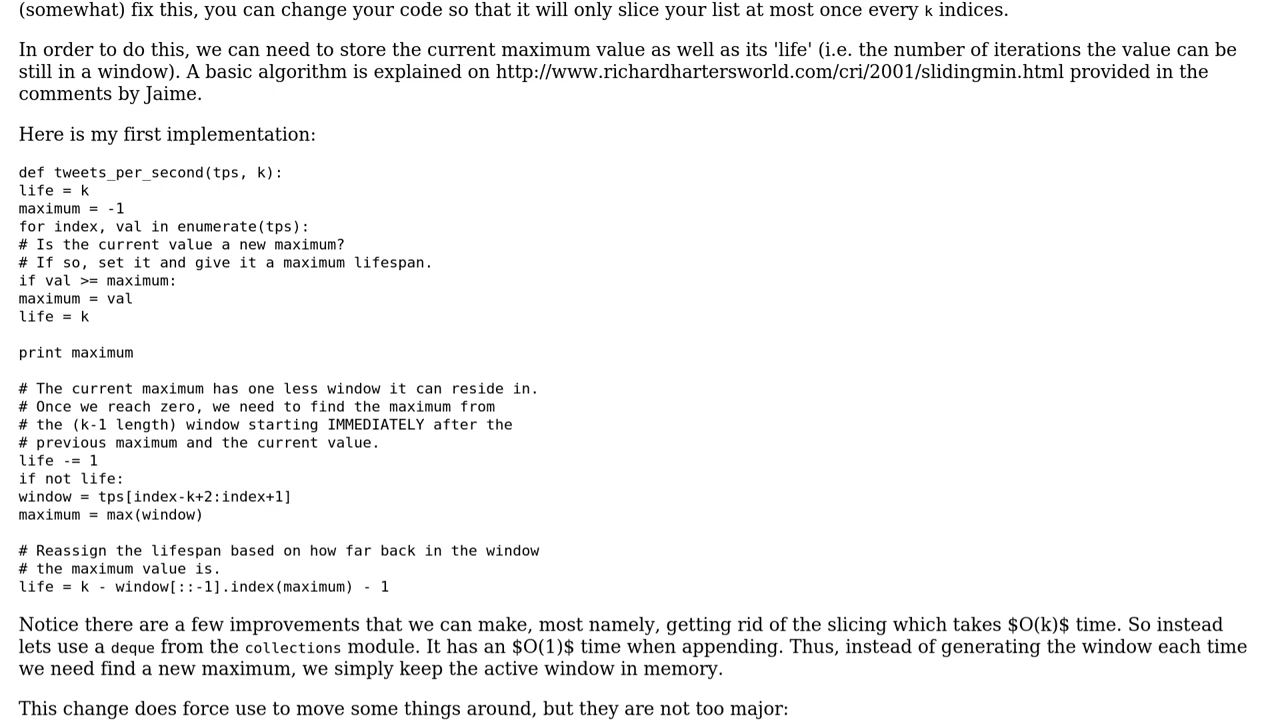 (somewhat) fix this, you can change your code so that it will only slice your list at most once every k indices.
In order to do this, we can need to store the current maximum value as well as its 'life' (i.e. the number of iterations the value can be
still in a window). A basic algorithm is explained on http://www.richardhartersworld.com/cri/2001/slidingmin.html provided in the
comments by Jaime.
Here is my first implementation:
def tweets_per_second(tps, k):
life = k
maximum = -1
for index, val in enumerate(tps):
# Is the current value a new maximum?
# If so, set it and give it a maximum lifespan.
if val >= maximum:
maximum = val
life = k
print maximum
# The current maximum has one less window it can reside in.
# Once we reach zero, we need to find the maximum from
# the (k-1 length) window starting IMMEDIATELY after the
# previous maximum and the current value.
life -= 1
if not life:
window = tps[index-k+2:index+1]
maximum = max(window)
# Reassign the lifespan based on how far back in the window
# the maximum value is.
life = k - window[::-1].index(maximum) - 1
Notice there are a few improvements that we can make, most namely, getting rid of the slicing which takes $O(k)$ time. So instead
lets use a deque from the collections module. It has an $O(1)$ time when appending. Thus, instead of generating the window each time
we need find a new maximum, we simply keep the active window in memory.
This change does force use to move some things around, but they are not too major: